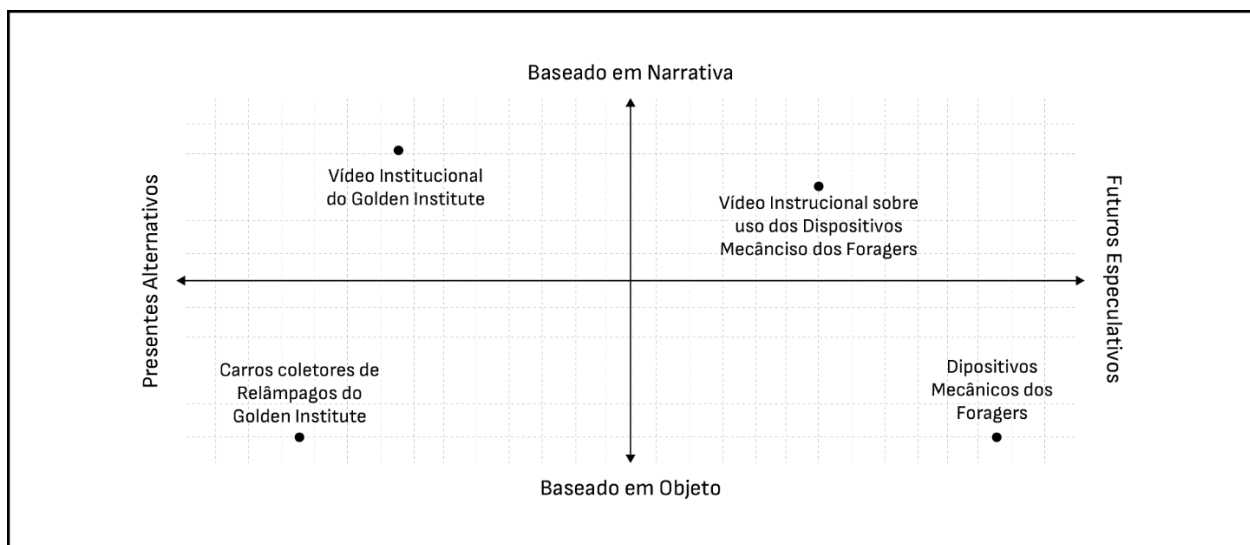 Baseado em Narrativa
Vídeo Institucional
do Golden Institute
Vídeo Instrucional sobre
uso dos Dispositivos
Mecânciso dos Foragers
Presentes Alternativos
Futuros Especulativos
Carros coletores de
Relâmpagos do
Golden Institute
Dipositivos
Mecânicos dos
Foragers
Baseado em Objeto